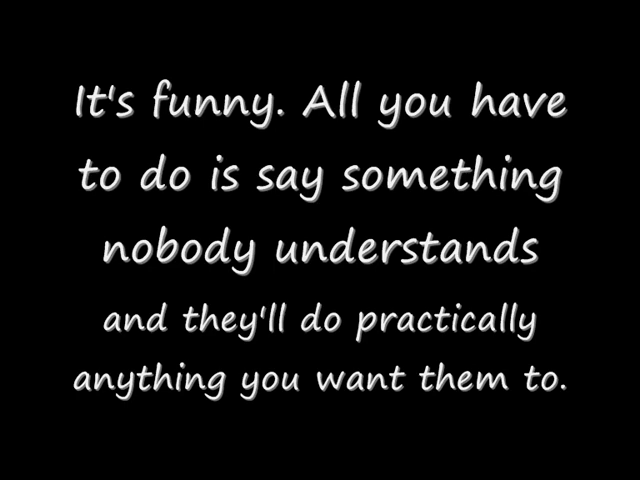 It's funny. All you have
to do is say something
nobody understands
and they'll do practically
anything you want them to.